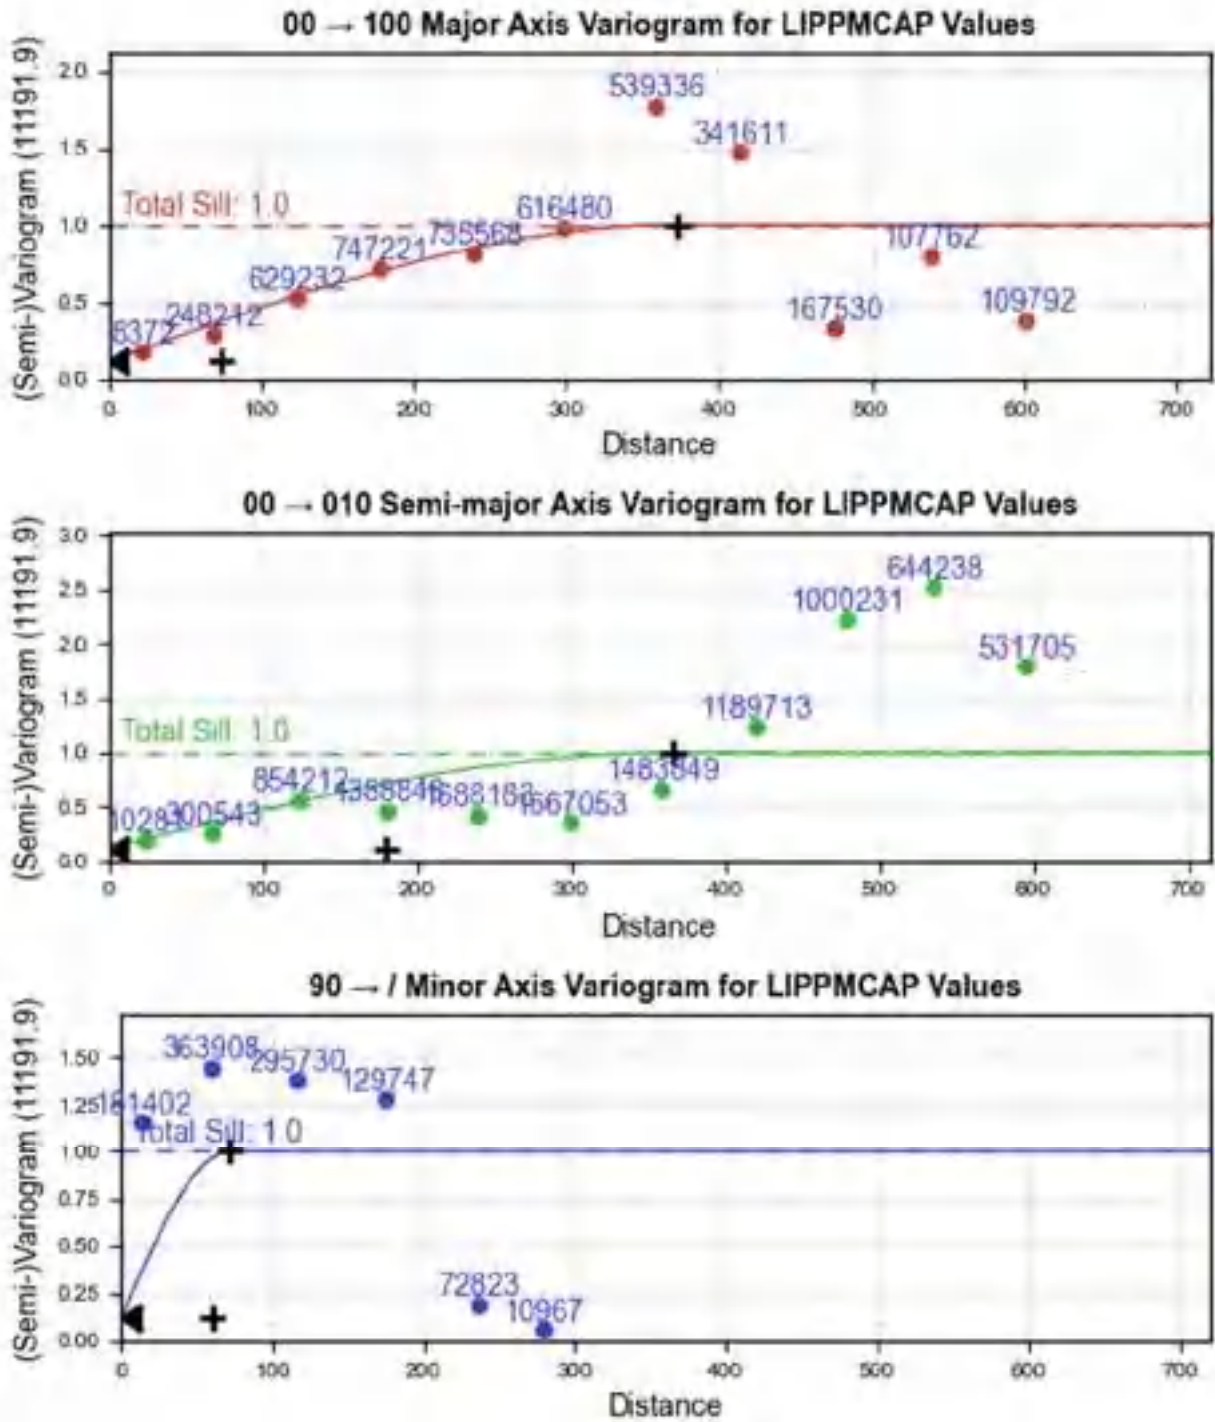 00 → 100 Major Axis Variogram for LIPPMCAP Values
(Semi-)Variogram (11191.9)
2.0
539336
1.5
341611
Total Sill: 1.0
616480
1.0
735568
107762
747221
629232
0.5
248212
167530
109792
8372
0.0
0 100 200 300 400 500 600 700
Distance
00 → 010 Semi-major Axis Variogram for LIPPMCAP Values
(Semi-)Variogram (11191.9)
3.0
644238
2.5
1000231
2.0
531705
1.5
1189713
Total Sill: 1.0
1.0
1483849
854212
0.5
300543
0.0
0 100 200 300 400 500 600 700
Distance
90 → / Minor Axis Variogram for LIPPMCAP Values
(Semi-)Variogram (11191.9)
1.50
363908
295730
129747
1.25
181402
Total Sill: 1.0
1.00
0.75
0.50
0.25
72823
10967
0.00
0 100 200 300 400 500 600 700
Distance